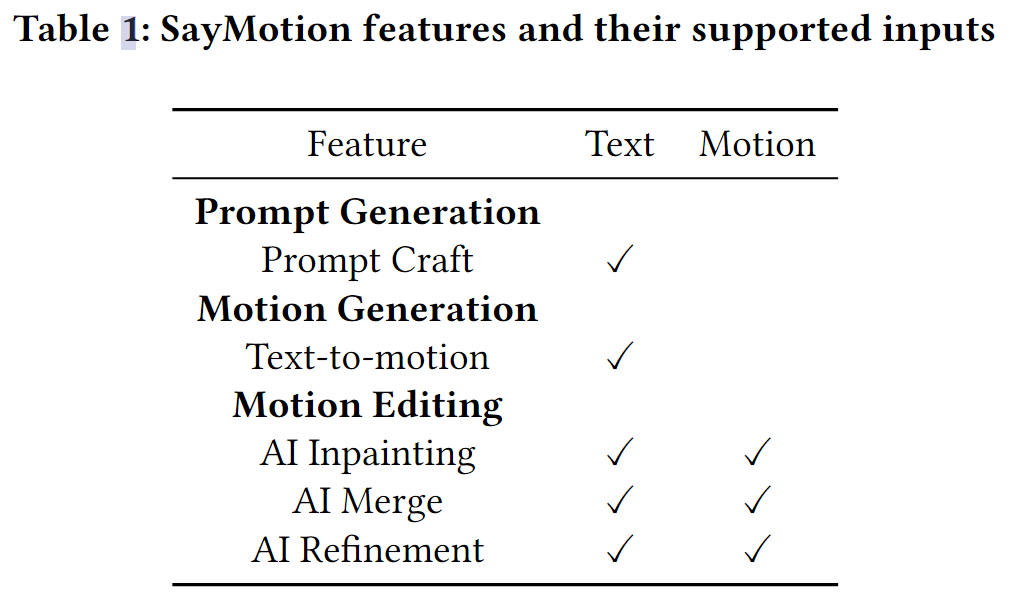 Table 1: SayMotion features and their supported inputs
Feature Text Motion
Prompt Generation
Prompt Craft ✓
Motion Generation
Text-to-motion ✓
Motion Editing
AI Inpainting ✓ ✓
AI Merge ✓ ✓
AI Refinement ✓ ✓